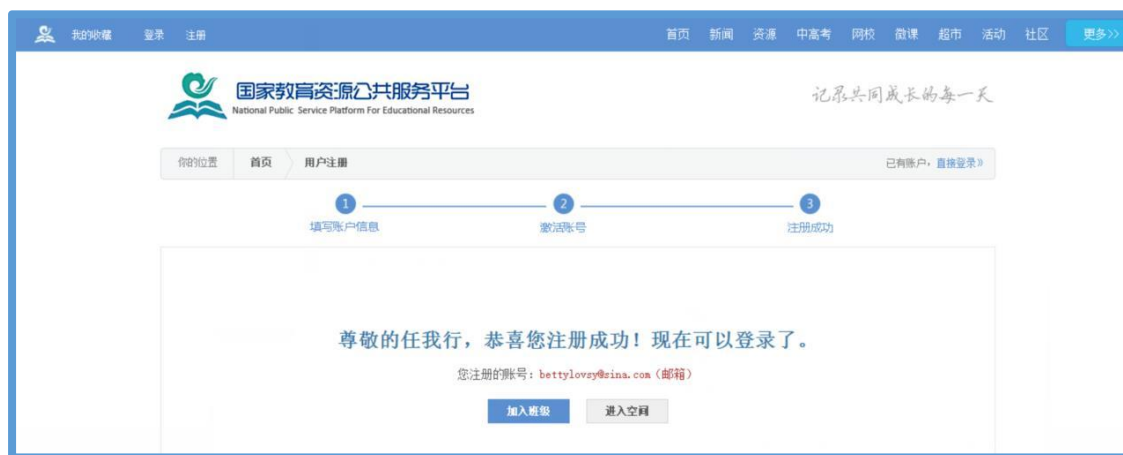 我的收藏 登录 注册 首页 新闻 资源 中高考 网校 微课 超市 活动 社区 更多>>
国家教育资源公共服务平台
National Public Service Platform For Educational Resources
记录共同成长的每一天
你的位置 首页 用户注册 已有账户,直接登录»
1 2 3
填写账户信息 激活账号 注册成功
尊敬的任我行,恭喜您注册成功!现在可以登录了。
您注册的账号:bettylovsy@sina.com(邮箱)
加入班级 进入空间